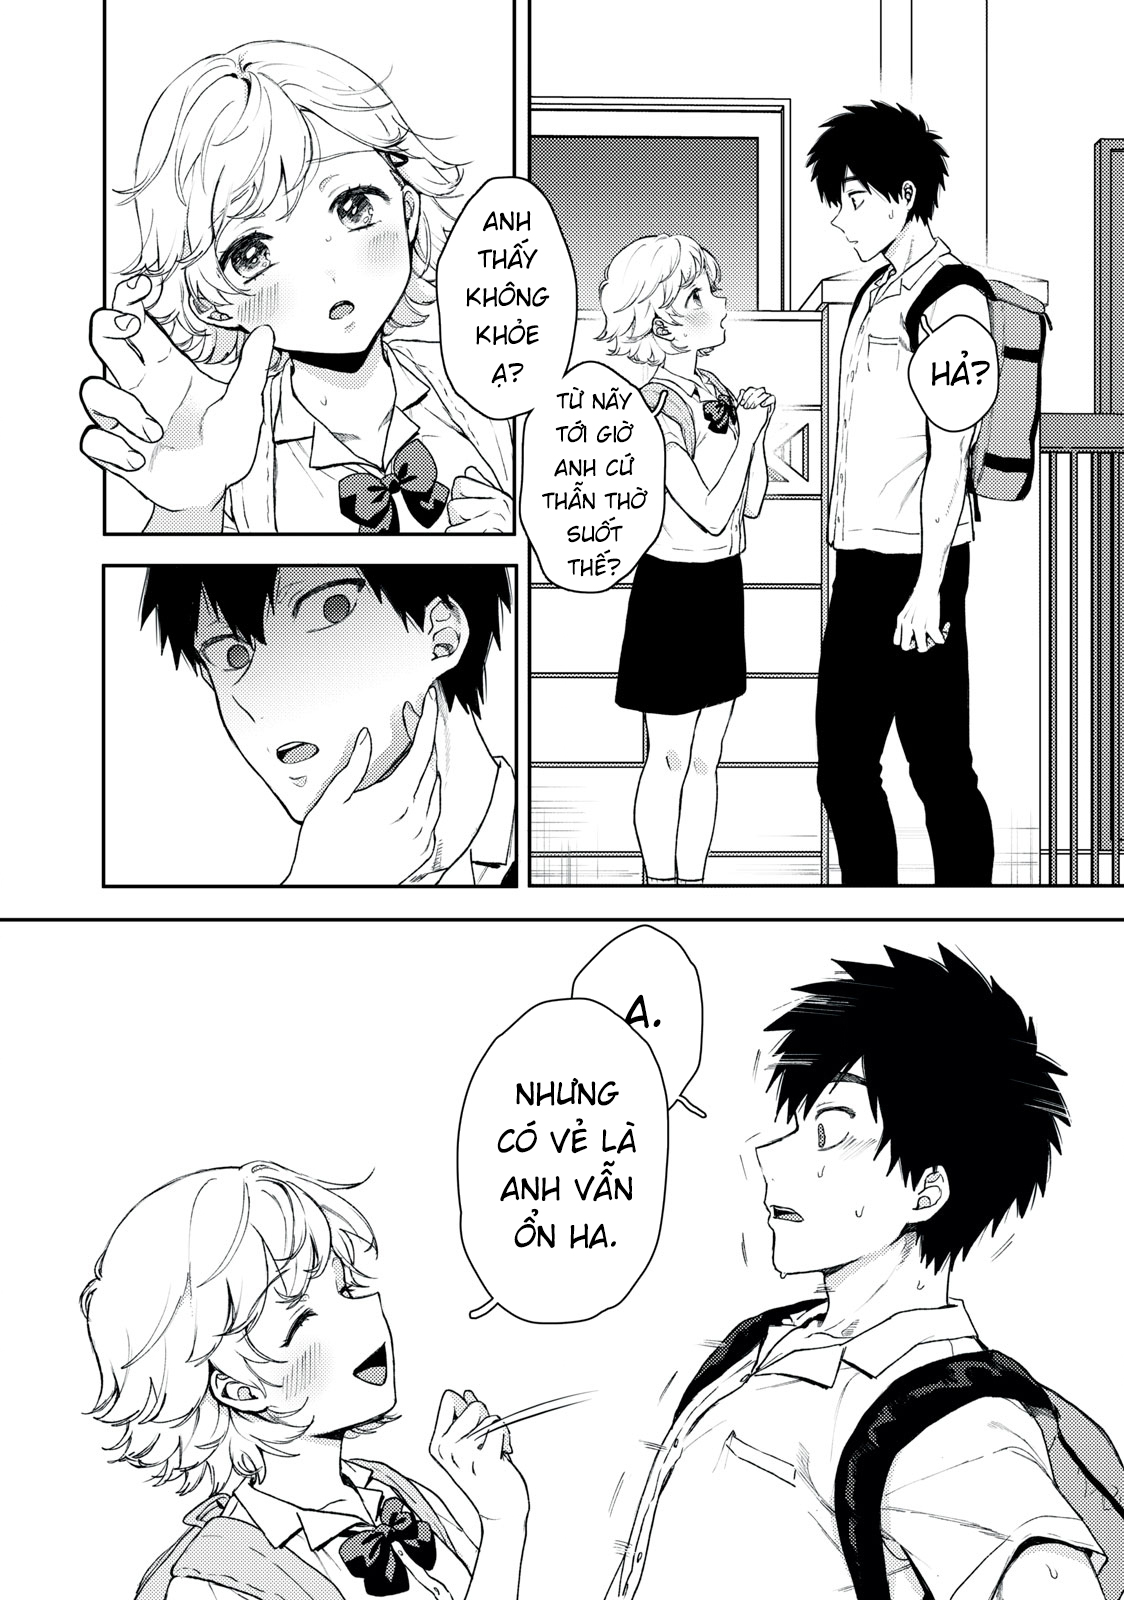 HẢ?
ANH
THẤY
KHÔNG
KHỎE
Ạ?
TỪ NÃY
TỚI GIỜ
ANH CỨ
THẪN THỜ
SUỐT
THẾ?
A.
NHƯNG
CÓ VẺ LÀ
ANH VẪN
ỔN HA.